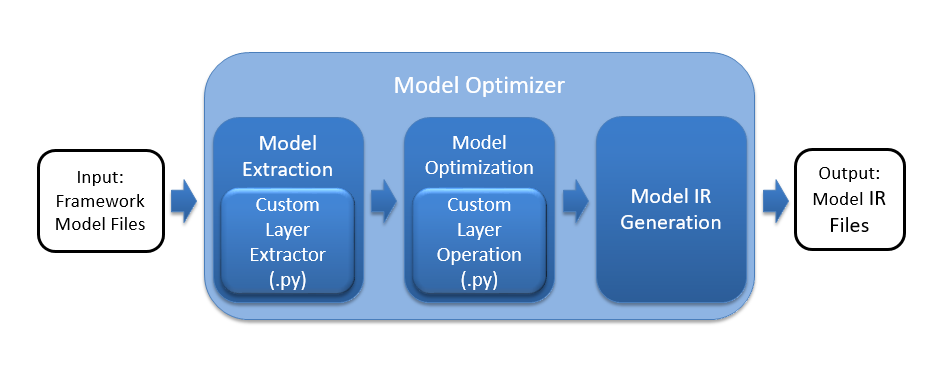 Model Optimizer
Input:
Framework
Model Files
Model
Extraction
Custom
Layer
Extractor
(.py)
Model
Optimization
Custom
Layer
Operation
(.py)
Model IR
Generation
Output:
Model IR
Files